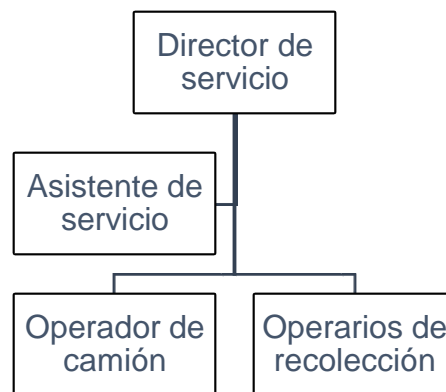 Director de
servicio
Asistente de
servicio
Operador de
camión
Operarios de
recolección